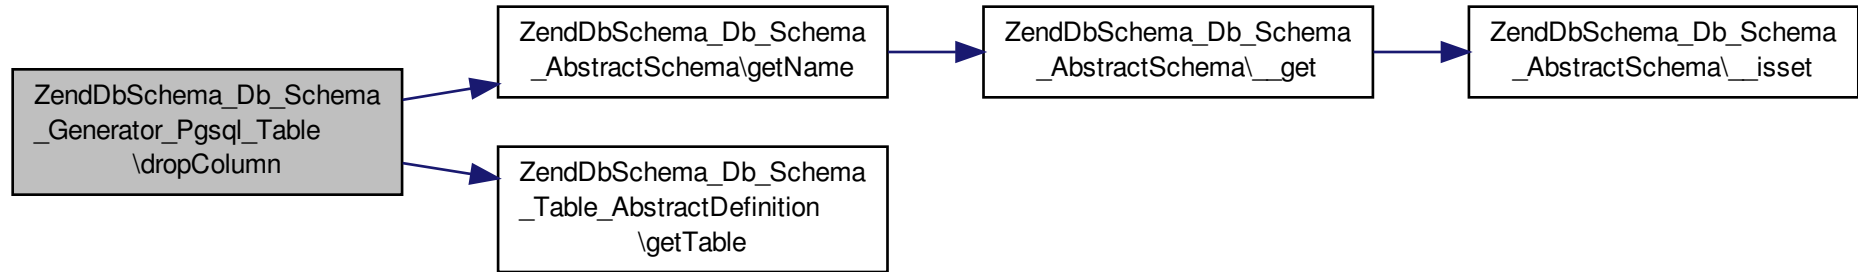 ZendDbSchema_Db_Schema
_Generator_Pgsql_Table
\dropColumn
ZendDbSchema_Db_Schema
_AbstractSchema\getName
ZendDbSchema_Db_Schema
_AbstractSchema\__get
ZendDbSchema_Db_Schema
_AbstractSchema\__isset
ZendDbSchema_Db_Schema
_Table_AbstractDefinition
\getTable